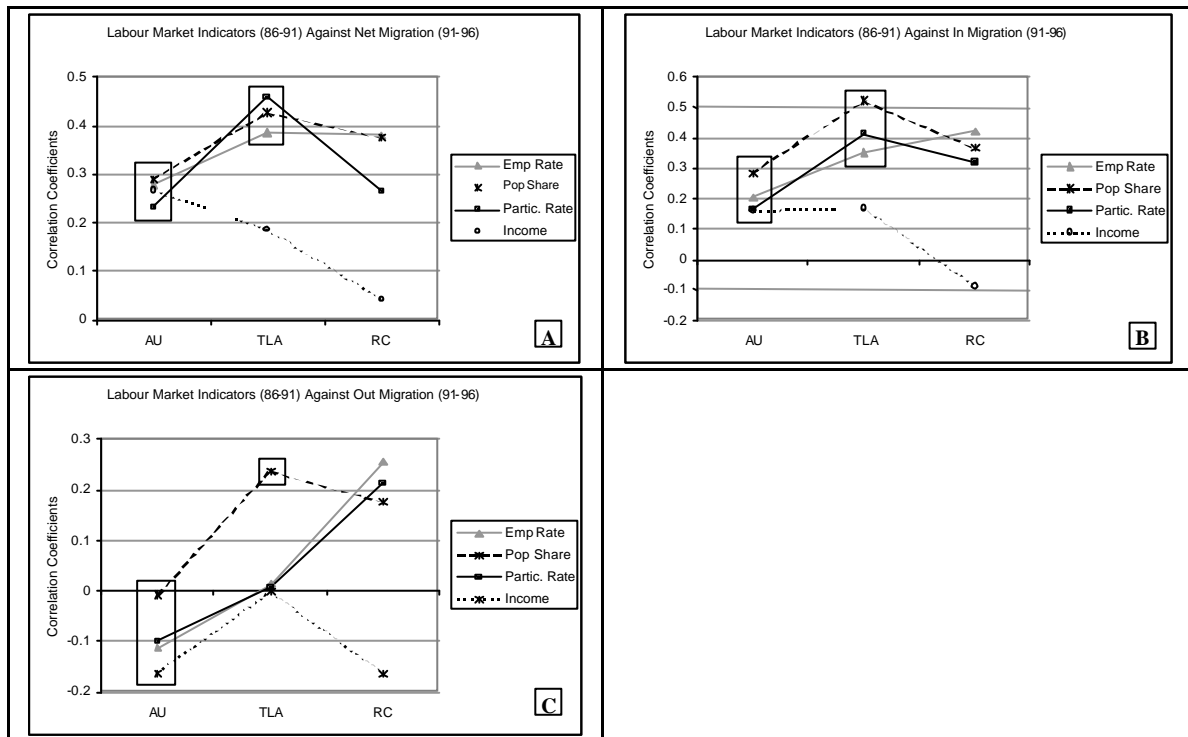 Labour Market Indicators (86-91) Against Net Migration (91-96)
Correlation Coefficients
0.5
0.4
0.3
0.2
0.1
0
AU TLA RC
Emp Rate
Pop Share
Partic. Rate
Income
A
Labour Market Indicators (86-91) Against In Migration (91-96)
Correlation Coefficients
0.6
0.5
0.4
0.3
0.2
0.1
0
-0.1
-0.2
AU TLA RC
Emp Rate
Pop Share
Partic. Rate
Income
B
Labour Market Indicators (86-91) Against Out Migration (91-96)
Correlation Coefficients
0.3
0.2
0.1
0
-0.1
-0.2
AU TLA RC
Emp Rate
Pop Share
Partic. Rate
Income
C